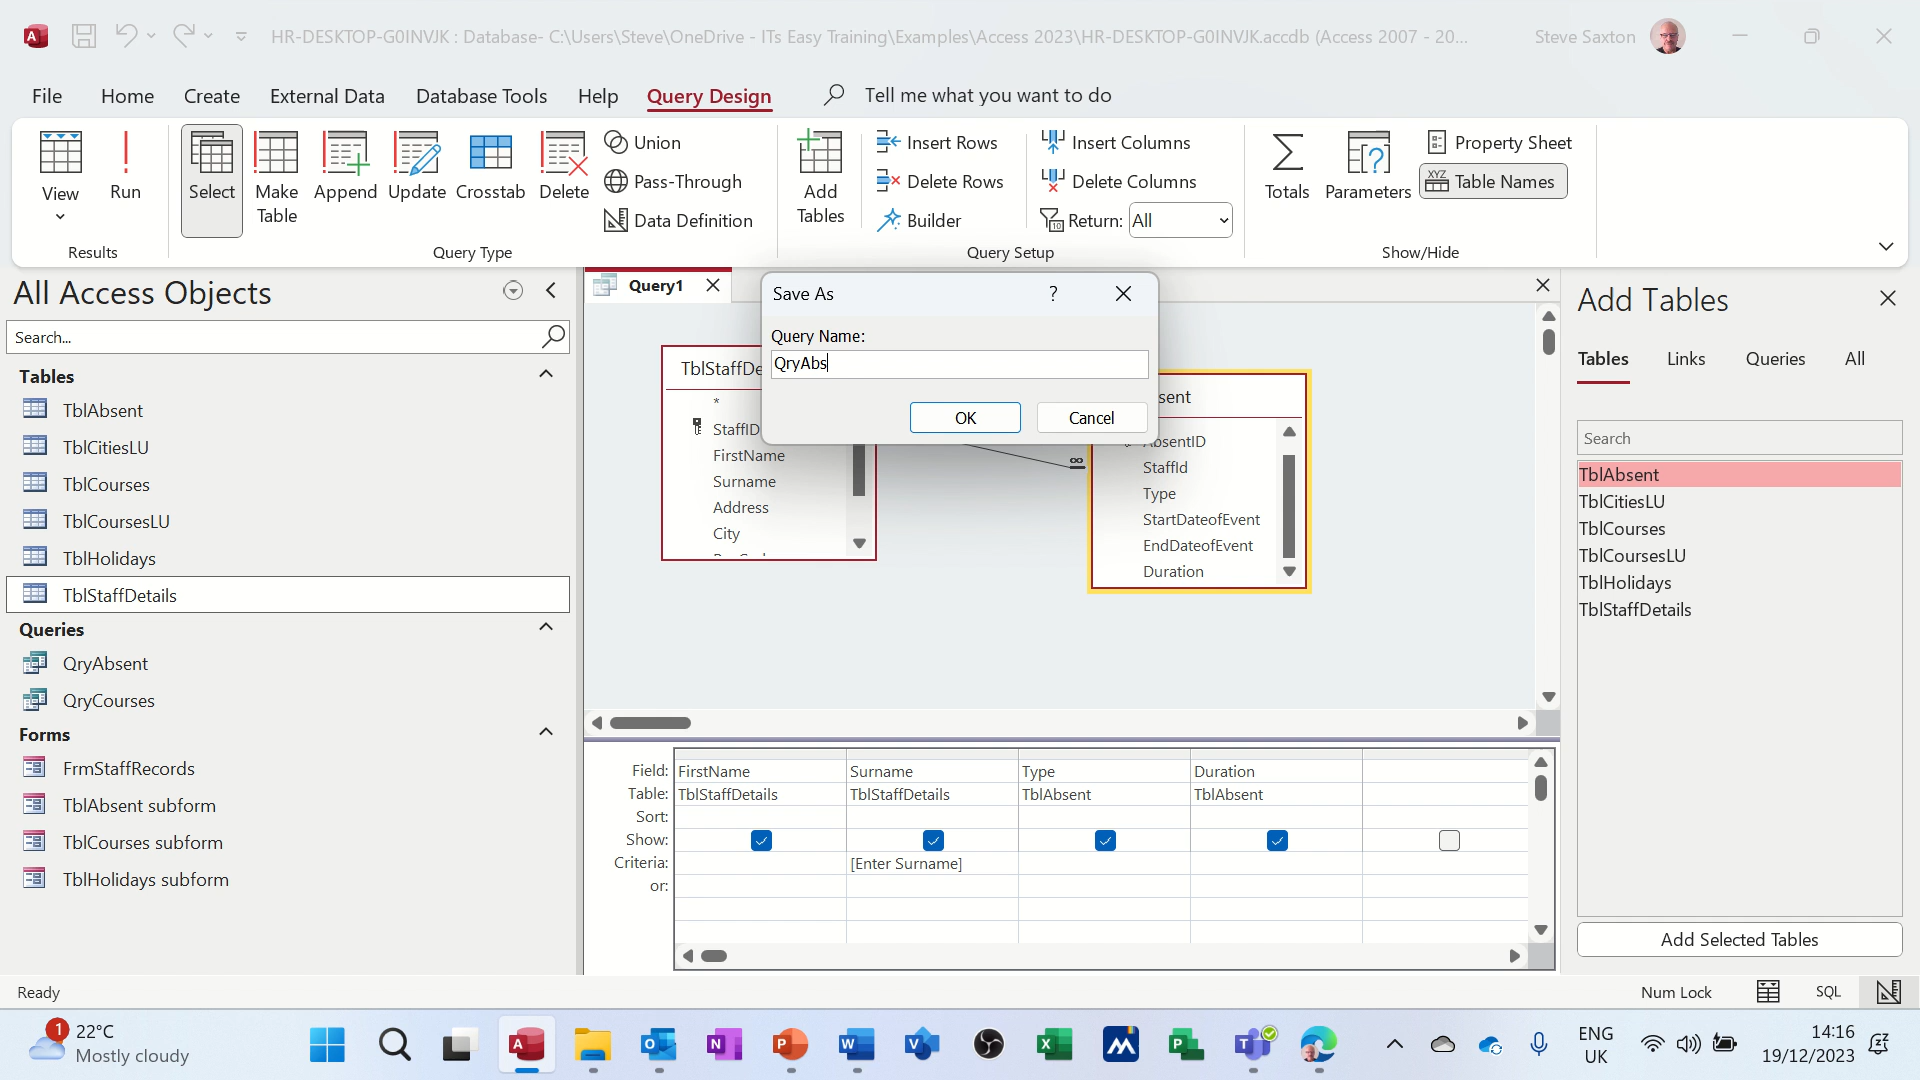 HR-DESKTOP-G0INVJK : Database- C:\Users\Steve\OneDrive - ITs Easy Training\Examples\Access 2023\HR-DESKTOP-G0INVJK.accdb (Access 2007 - 20...
Steve Saxton
File
Home
Create
External Data
Database Tools
Help
Query Design
Tell me what you want to do
View
Run
Select
Make
Table
Append
Update
Crosstab
Delete
Union
Pass-Through
Data Definition
Add
Tables
Insert Rows
Delete Rows
Builder
Insert Columns
Delete Columns
Return: All
Totals
Parameters
Property Sheet
Table Names
Results
Query Type
Query Setup
Show/Hide
All Access Objects
Search...
Tables
TblAbsent
TblCitiesLU
TblCourses
TblCoursesLU
TblHolidays
TblStaffDetails
Queries
QryAbsent
QryCourses
Forms
FrmStaffRecords
TblAbsent subform
TblCourses subform
TblHolidays subform
Query1
Save As
?
Query Name:
QryAbs
OK
Cancel
TblStaffDe
*
StaffID
FirstName
Surname
Address
City
sent
AbsentID
StaffId
Type
StartDateofEvent
EndDateofEvent
Duration
Field: FirstName Surname Type Duration
Table: TblStaffDetails TblStaffDetails TblAbsent TblAbsent
Sort:
Show:
Criteria: [Enter Surname]
or:
Add Tables
Tables
Links
Queries
All
Search
TblAbsent
TblCitiesLU
TblCourses
TblCoursesLU
TblHolidays
TblStaffDetails
Add Selected Tables
Ready
Num Lock
SQL
1
22°C
Mostly cloudy
ENG
UK
14:16
19/12/2023